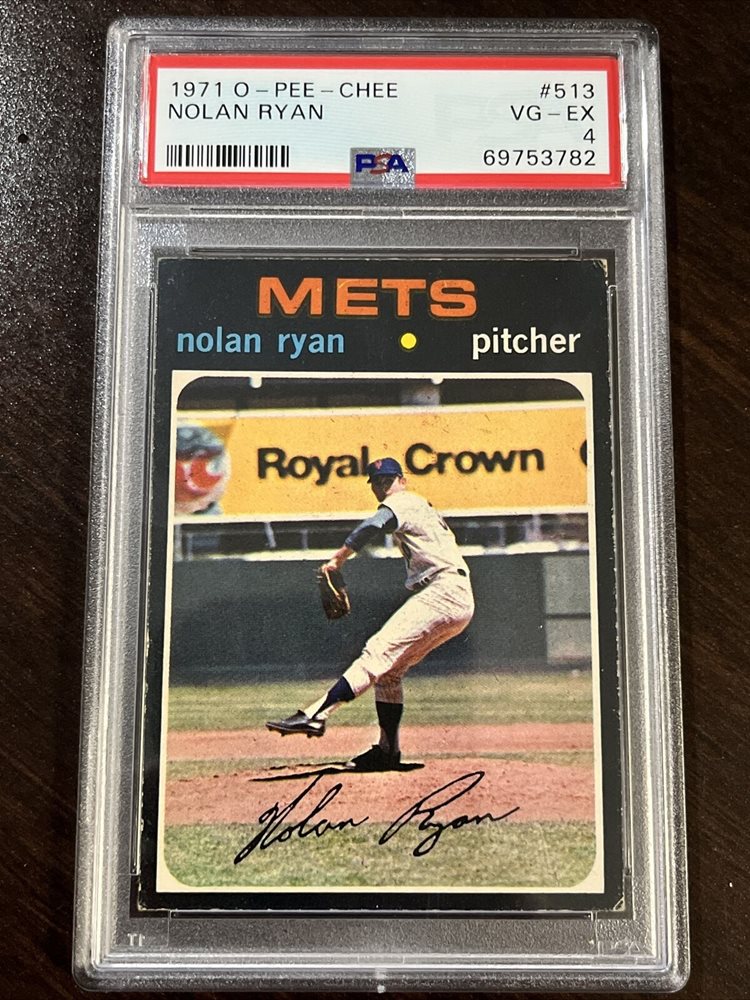 1971 O-PEE-CHEE #513
NOLAN RYAN VG-EX
4
PSA 69753782
METS
nolan ryan pitcher
Royal Crown
Nolan Ryan